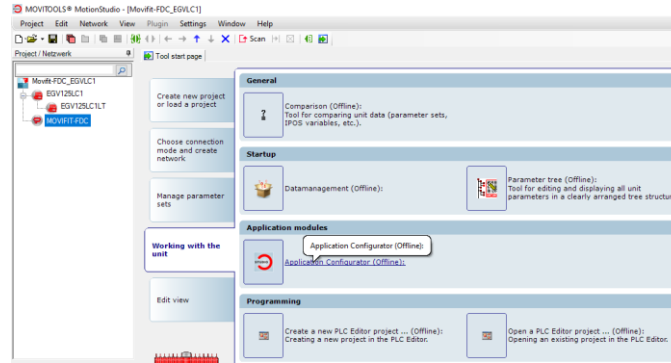 MOVITOOLS® MotionStudio - [Movifit-FDC_EGVLC1]
Project Edit Network View Plugin Settings Window Help
Scan
Project / Netzwerk
Tool start page
Movifit-FDC_EGVLC1
EGV125LC1
EGV125LC1LT
MOVIFIT-FDC
Create new project
or load a project
Choose connection
mode and create
network
Manage parameter
sets
Working with the
unit
Edit view
General
Comparison (Offline):
Tool for comparing unit data (parameter sets,
IPOS variables, etc.).
Startup
Datamanagement (Offline):
Parameter tree (Offline):
Tool for editing and displaying all unit
parameters in a clearly arranged tree structur
Application modules
Application Configurator (Offline):
Application Configurator (Offline):
Programming
Create a new PLC Editor project ... (Offline):
Creating a new project in the PLC Editor.
Open a PLC Editor project ... (Offline):
Opening an existing project in the PLC Editor.